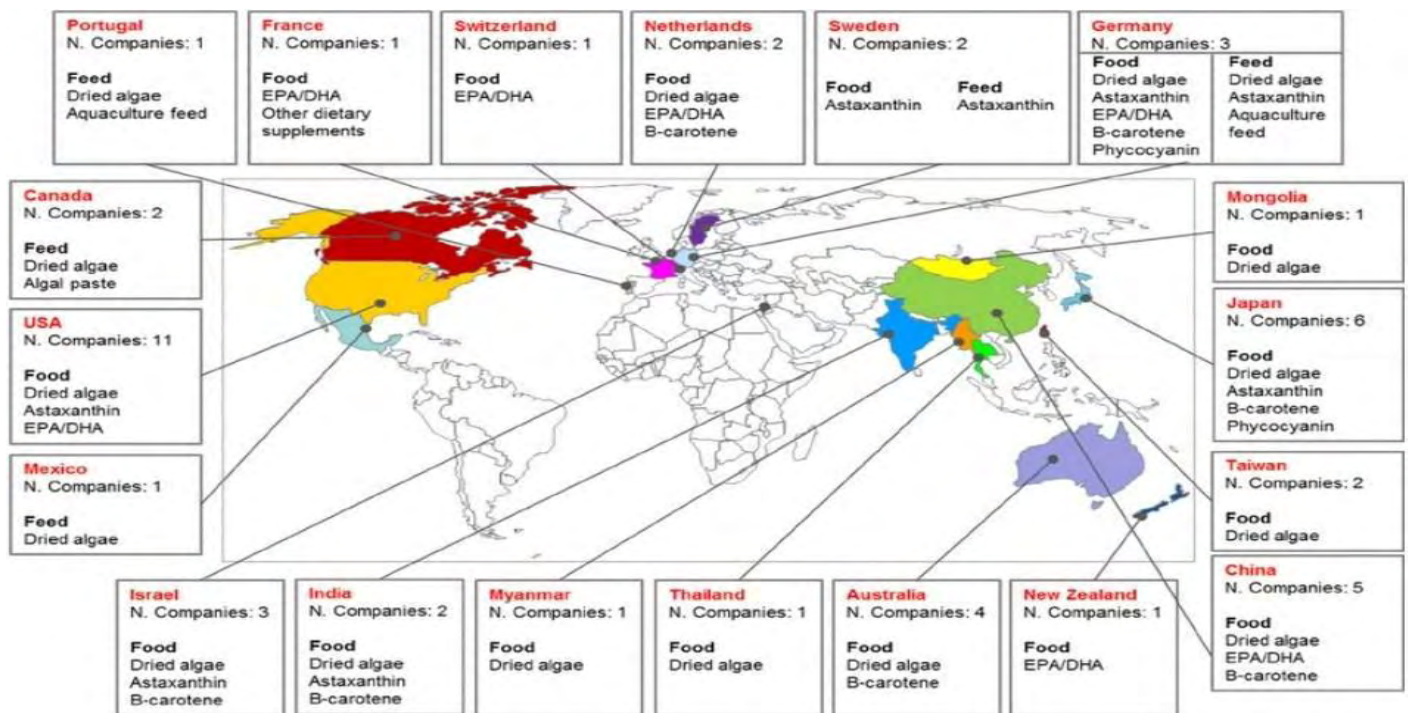 Portugal
N. Companies: 1
Feed
Dried algae
Aquaculture feed
France
N. Companies: 1
Food
EPA/DHA
Other dietary
supplements
Switzerland
N. Companies: 1
Food
EPA/DHA
Netherlands
N. Companies: 2
Food
Dried algae
EPA/DHA
B-carotene
Sweden
N. Companies: 2
Food
Astaxanthin
Feed
Astaxanthin
Germany
N. Companies: 3
Food
Dried algae
Astaxanthin
EPA/DHA
B-carotene
Phycocyanin
Feed
Dried algae
Astaxanthin
Aquaculture
feed
Canada
N. Companies: 2
Feed
Dried algae
Algal paste
USA
N. Companies: 11
Food
Dried algae
Astaxanthin
EPA/DHA
Mexico
N. Companies: 1
Feed
Dried algae
Mongolia
N. Companies: 1
Food
Dried algae
Japan
N. Companies: 6
Food
Dried algae
Astaxanthin
B-carotene
Phycocyanin
Taiwan
N. Companies: 2
Food
Dried algae
China
N. Companies: 5
Food
Dried algae
EPA/DHA
B-carotene
Israel
N. Companies: 3
Food
Dried algae
Astaxanthin
B-carotene
India
N. Companies: 2
Food
Dried algae
Astaxanthin
B-carotene
Myanmar
N. Companies: 1
Food
Dried algae
Thailand
N. Companies: 1
Food
Dried algae
Australia
N. Companies: 4
Food
Dried algae
B-carotene
New Zealand
N. Companies: 1
Food
EPA/DHA